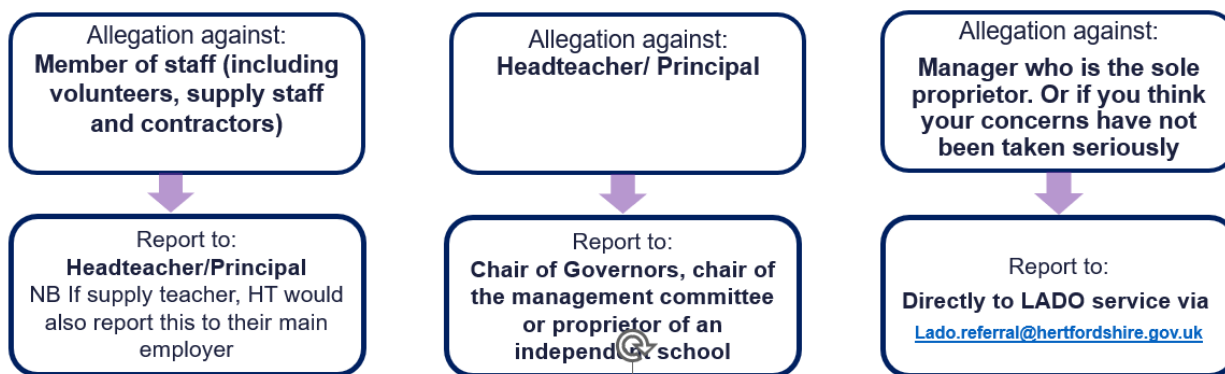 Allegation against:
Member of staff (including
volunteers, supply staff
and contractors)
Report to:
Headteacher/Principal
NB If supply teacher, HT would
also report this to their main
employer
Allegation against:
Headteacher/ Principal
Report to:
Chair of Governors, chair of
the management committee
or proprietor of an
independent school
Allegation against:
Manager who is the sole
proprietor. Or if you think
your concerns have not
been taken seriously
Report to:
Directly to LADO service via
Lado.referral@hertfordshire.gov.uk